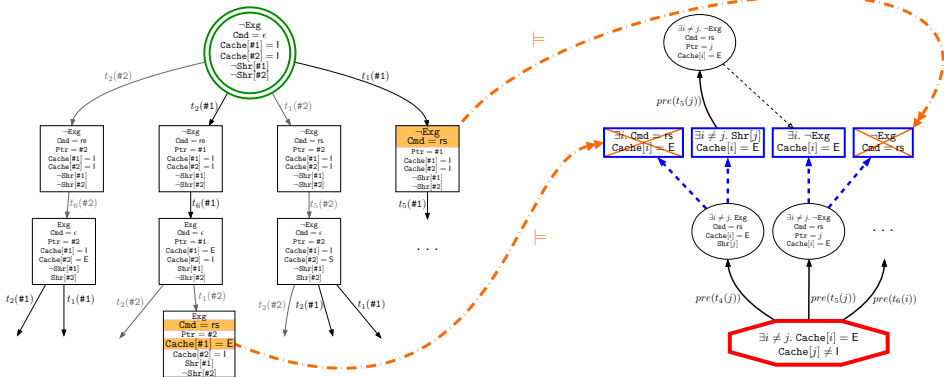 ¬Exg
Cmd = ϵ
Cache[#1] = I
Cache[#2] = I
¬Shr[#1]
¬Shr[#2]
t₂(#2)
t₂(#1)
t₁(#2)
t₁(#1)
¬Exg
Cmd = re
Ptr = #2
Cache[#1] = I
Cache[#2] = I
¬Shr[#1]
¬Shr[#2]
¬Exg
Cmd = re
Ptr = #1
Cache[#1] = I
Cache[#2] = I
¬Shr[#1]
¬Shr[#2]
¬Exg
Cmd = rs
Ptr = #2
Cache[#1] = I
Cache[#2] = I
¬Shr[#1]
¬Shr[#2]
¬Exg
Cmd = rs
Ptr = #1
Cache[#1] = I
Cache[#2] = I
¬Shr[#1]
¬Shr[#2]
t₆(#2)
t₆(#1)
t₅(#2)
t₅(#1)
Exg
Cmd = ϵ
Ptr = #2
Cache[#1] = I
Cache[#2] = E
¬Shr[#1]
Shr[#2]
Exg
Cmd = ϵ
Ptr = #1
Cache[#1] = E
Cache[#2] = I
Shr[#1]
¬Shr[#2]
¬Exg
Cmd = ϵ
Ptr = #2
Cache[#1] = I
Cache[#2] = S
¬Shr[#1]
Shr[#2]
. . .
t₂(#1)
t₁(#1)
t₂(#2)
t₁(#2)
t₂(#2)
t₂(#1)
t₁(#1)
Exg
Cmd = rs
Ptr = #2
Cache[#1] = E
Cache[#2] = I
Shr[#1]
¬Shr[#2]
⊨
⊨
∃i ≠ j. ¬Exg
Cmd = rs
Ptr = j
Cache[i] = E
pre(t₅(j))
∃i. Cmd = rs
Cache[i] = E
∃i ≠ j. Shr[j]
Cache[i] = E
∃i. ¬Exg
Cache[i] = E
¬Exg
Cmd = rs
∃i ≠ j. Exg
Cmd = rs
Cache[i] = E
Shr[j]
∃i ≠ j. ¬Exg
Cmd = rs
Ptr = j
Cache[i] = E
. . .
pre(t₄(j))
pre(t₅(j))
pre(t₆(i))
∃i ≠ j. Cache[i] = E
Cache[j] ≠ I